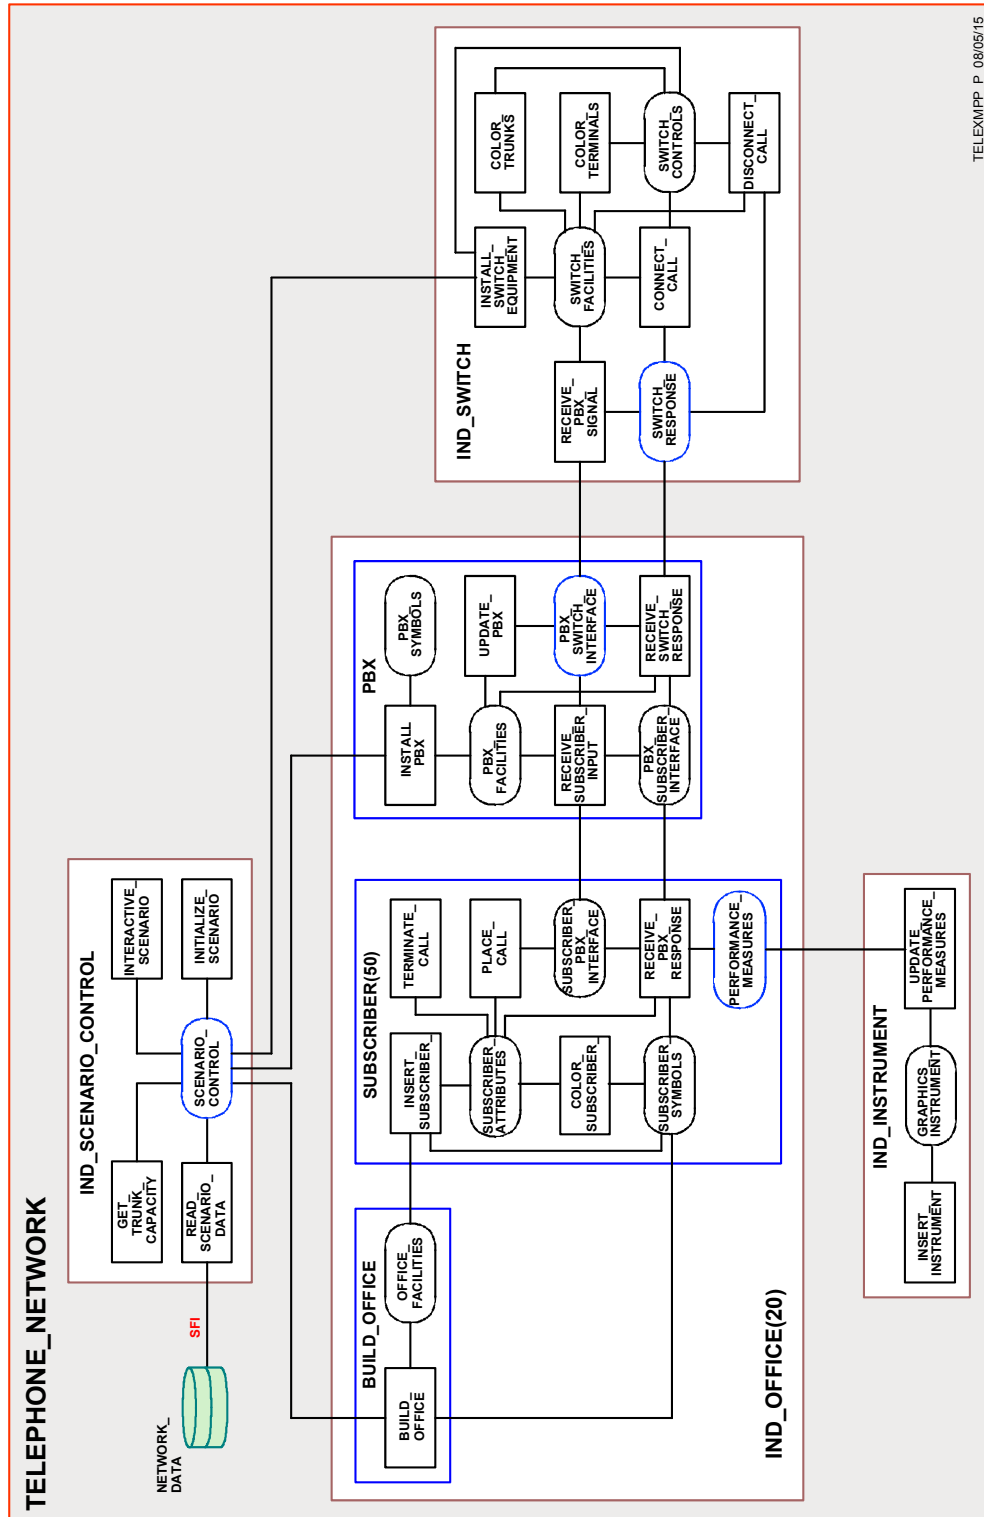 TELEPHONE_NETWORK
NETWORK_
DATA
SFI
IND_SCENARIO_CONTROL
GET_
TRUNK_
CAPACITY
READ_
SCENARIO_
DATA
SCENARIO_
CONTROL
INTERACTIVE_
SCENARIO
INITIALIZE_
SCENARIO
IND_OFFICE(20)
BUILD_OFFICE
BUILD_
OFFICE
OFFICE_
FACILITIES
SUBSCRIBER(50)
INSERT_
SUBSCRIBER_
SUBSCRIBER_
ATTRIBUTES
COLOR_
SUBSCRIBER_
SUBSCRIBER_
SYMBOLS
TERMINATE_
CALL
PLACE_
CALL
SUBSCRIBER_
PBX_
INTERFACE
RECEIVE_
PBX_
RESPONSE
PERFORMANCE_
MEASURES
PBX
INSTALL_
PBX
PBX_
FACILITIES
RECEIVE_
SUBSCRIBER_
INPUT
PBX_
SUBSCRIBER_
INTERFACE
PBX_
SYMBOLS
UPDATE_
PBX
PBX_
SWITCH_
INTERFACE
RECEIVE_
SWITCH_
RESPONSE
IND_SWITCH
RECEIVE_
PBX_
SIGNAL
SWITCH_
RESPONSE
INSTALL_
SWITCH_
EQUIPMENT
SWITCH_
FACILITIES
CONNECT_
CALL
COLOR_
TRUNKS
COLOR_
TERMINALS
SWITCH_
CONTROLS
DISCONNECT_
CALL
IND_INSTRUMENT
INSERT_
INSTRUMENT
GRAPHICS_
INSTRUMENT
UPDATE_
PERFORMANCE_
MEASURES
TELEXMPP_P 08/05/15